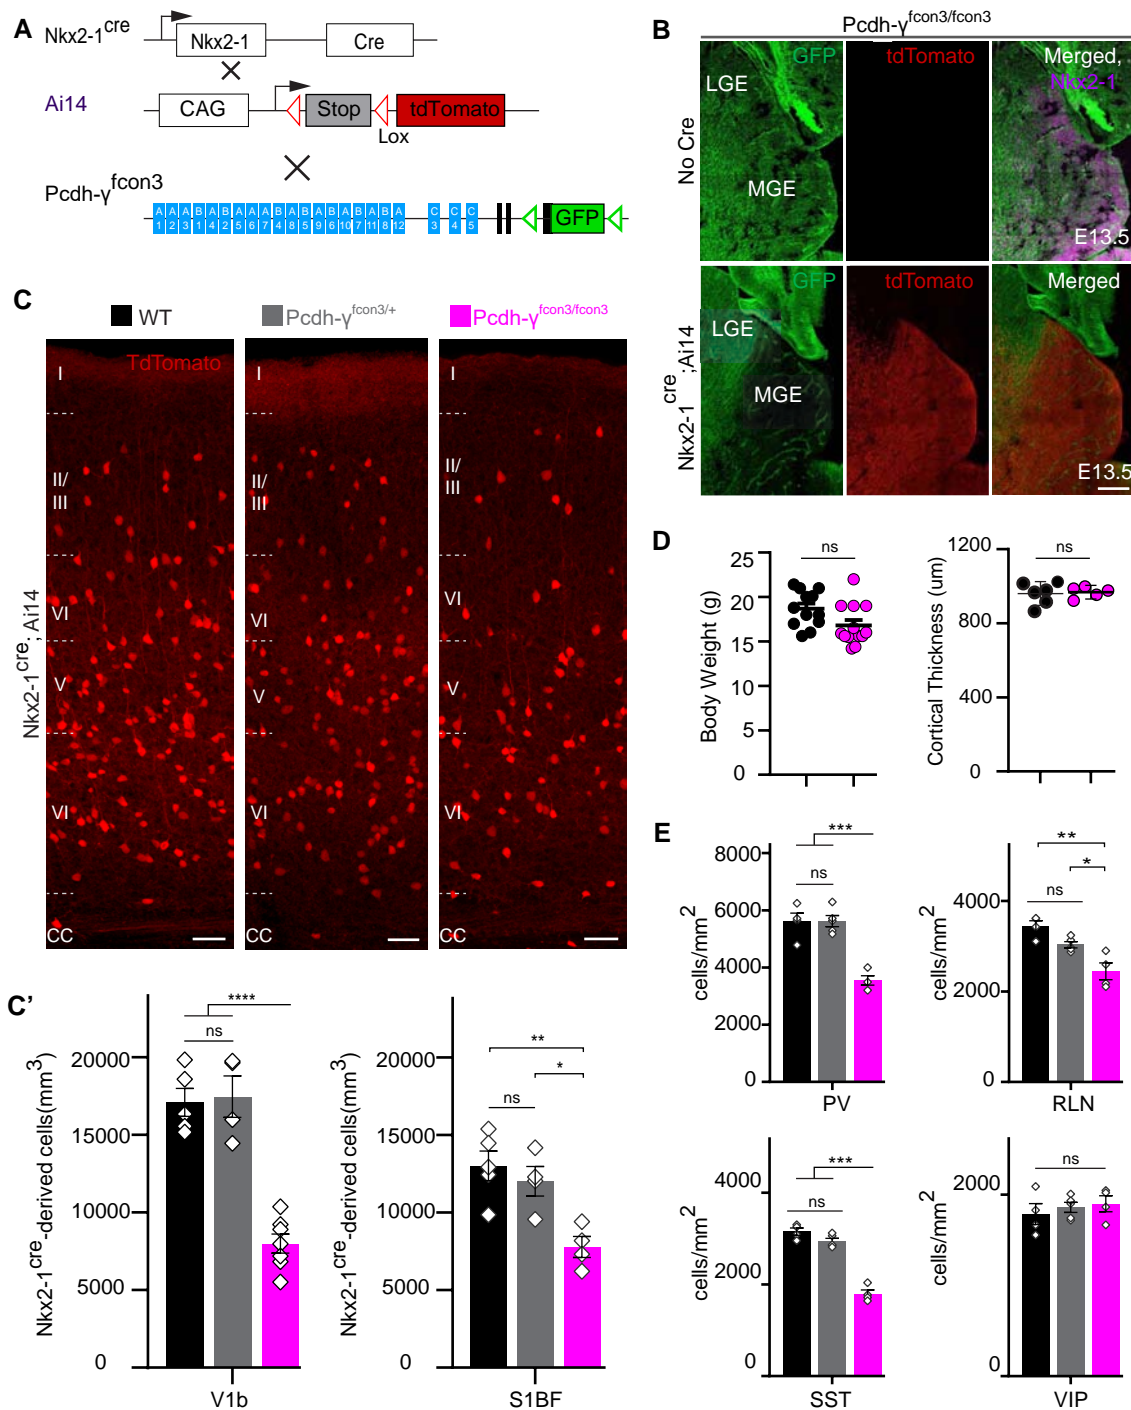 A
Nkx2-1cre
Nkx2-1
Cre
Ai14
CAG
Stop
tdTomato
Lox
Pcdh-γfcon3
A A A B A B A A A B A B A B A B A B A C C C
1 2 3 1 4 2 5 6 7 4 8 5 9 6 10 7 11 8 12 3 4 5
GFP
B
Pcdh-γfcon3/fcon3
GFP
tdTomato
Merged,
Nkx2-1
LGE
MGE
No Cre
E13.5
GFP
tdTomato
Merged
LGE
MGE
Nkx2-1cre;Ai14
E13.5
C
WT
Pcdh-γfcon3/+
Pcdh-γfcon3/fcon3
TdTomato
Nkx2-1cre; Ai14
I
I
I
II/
III
II/
III
II/
III
VI
VI
VI
V
V
V
VI
VI
VI
CC
CC
CC
D
ns
Body Weight (g)
25
20
15
10
5
0
ns
Cortical Thickness (um)
1200
800
400
0
C'
Nkx2-1cre-derived cells(mm3)
20000
15000
10000
5000
0
****
ns
V1b
Nkx2-1cre-derived cells(mm3)
20000
15000
10000
5000
0
**
*
ns
S1BF
E
cells/mm2
8000
6000
4000
2000
0
***
ns
PV
cells/mm2
4000
2000
0
**
*
ns
RLN
cells/mm2
4000
2000
0
***
ns
SST
cells/mm2
2000
0
ns
VIP